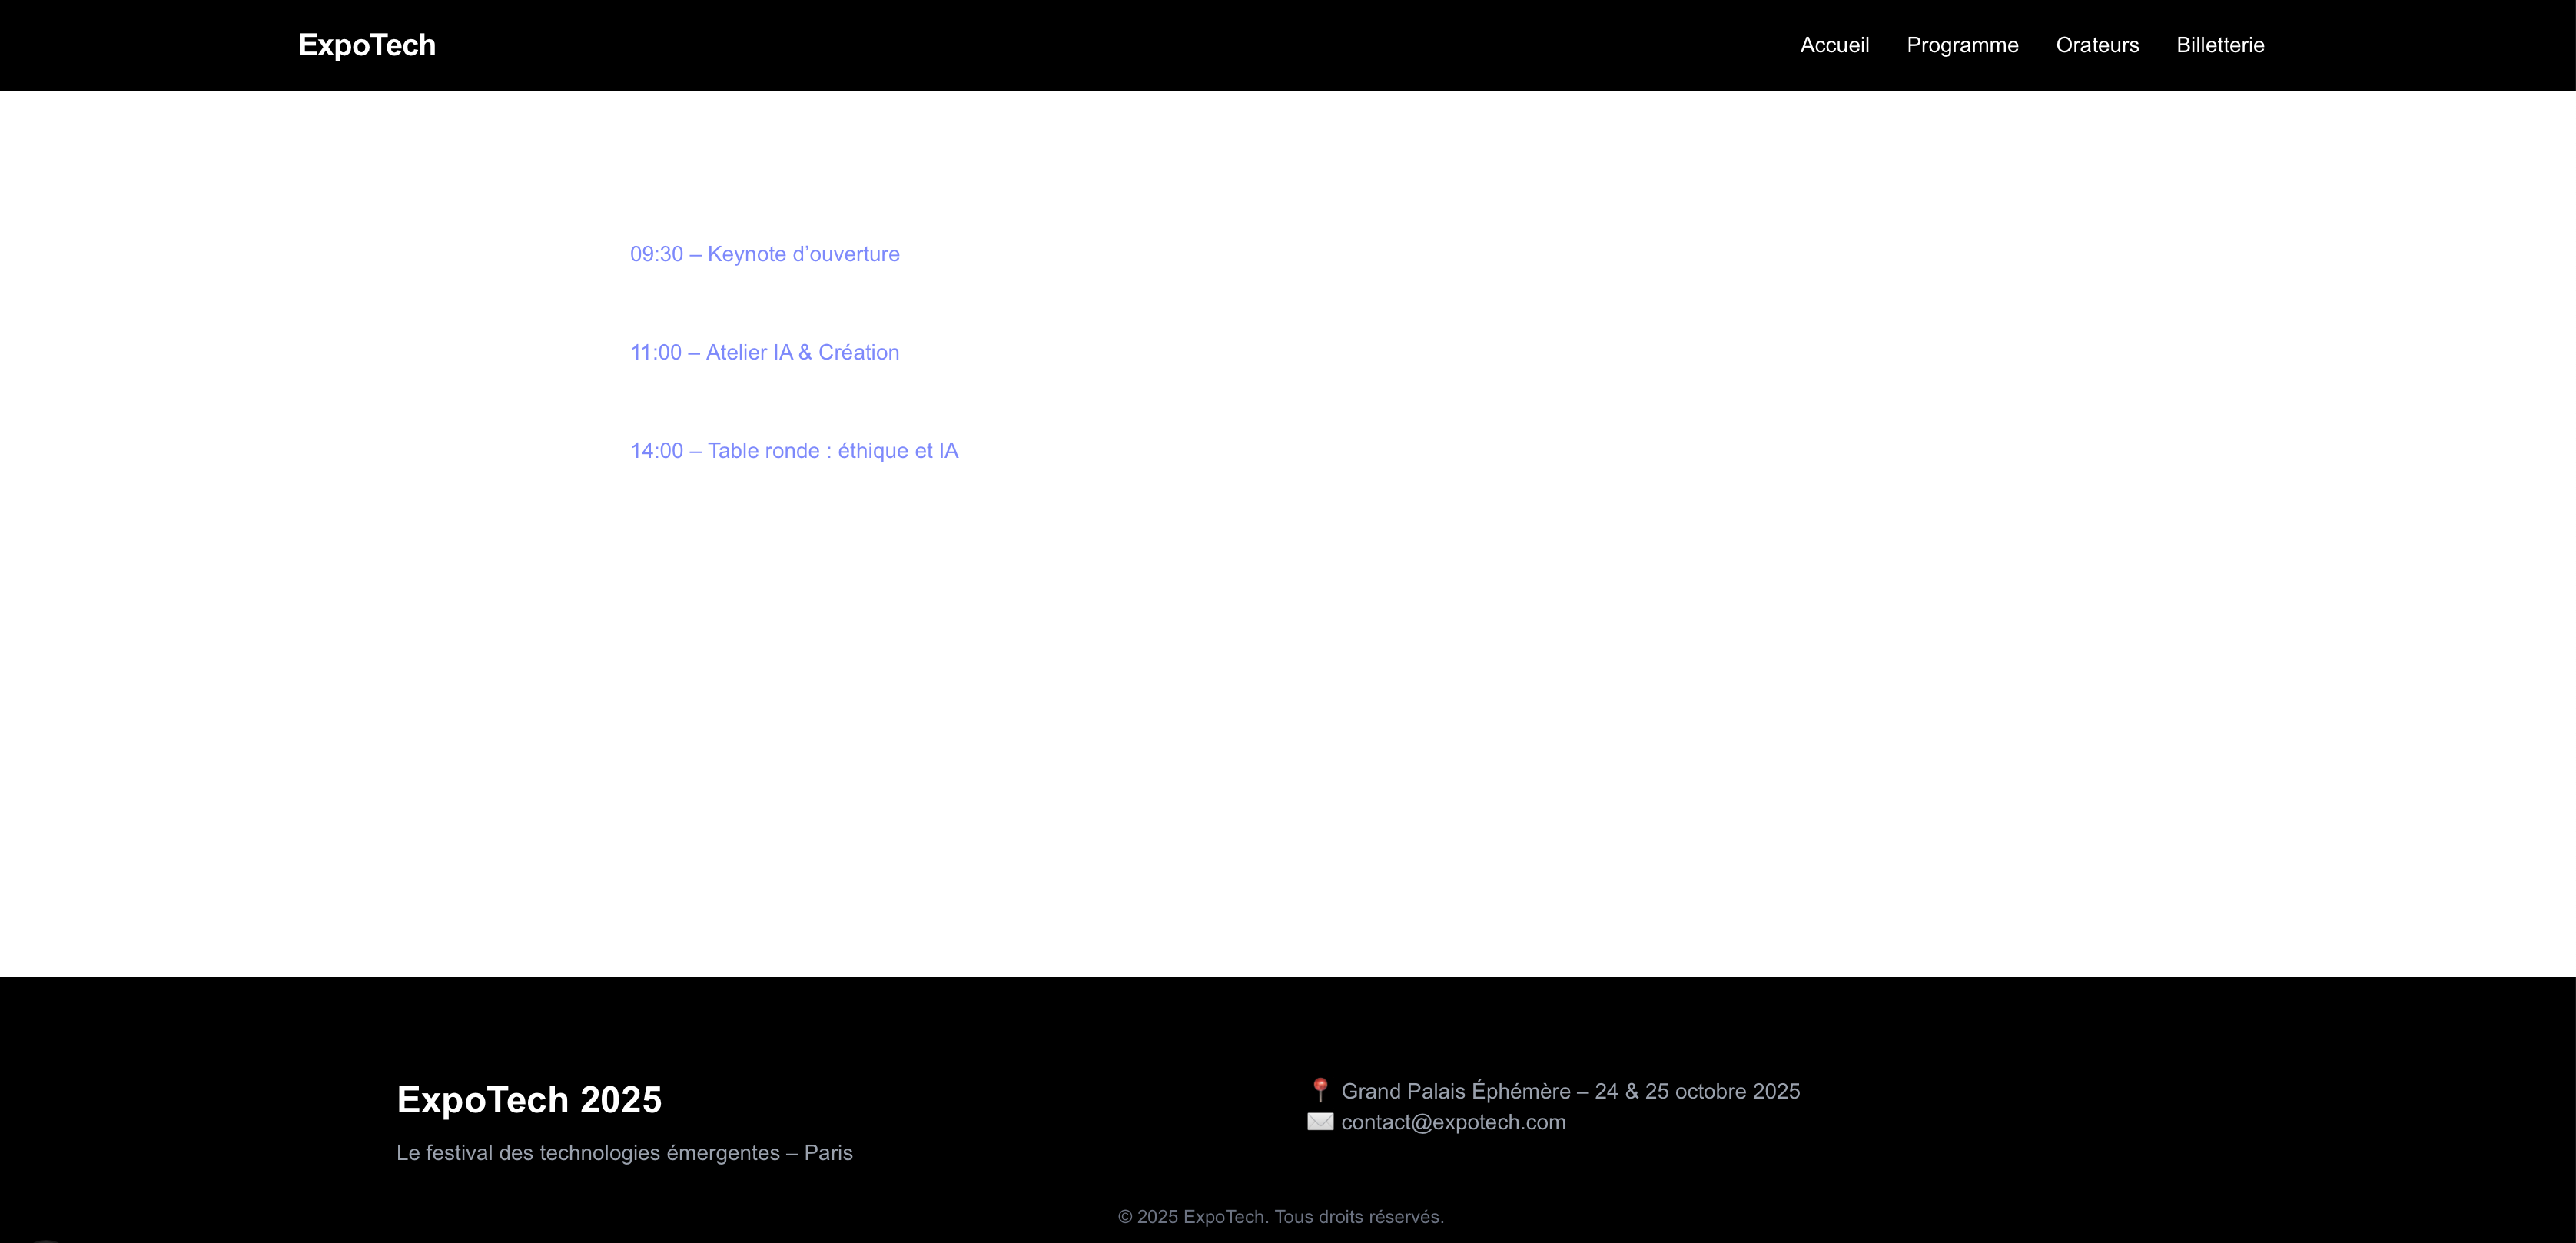 ExpoTech
Accueil Programme Orateurs Billetterie
09:30 – Keynote d’ouverture
11:00 – Atelier IA & Création
14:00 – Table ronde : éthique et IA
ExpoTech 2025
Le festival des technologies émergentes – Paris
📍 Grand Palais Éphémère – 24 & 25 octobre 2025
✉️ contact@expotech.com
© 2025 ExpoTech. Tous droits réservés.